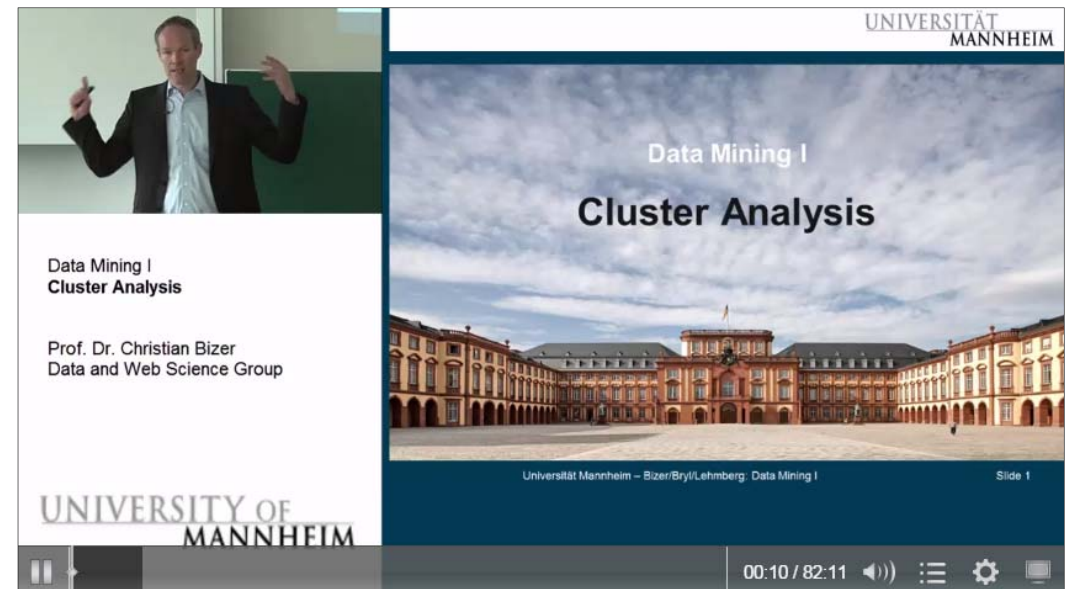 UNIVERSITÄT
MANNHEIM
Data Mining I
Cluster Analysis
Data Mining I
Cluster Analysis
Prof. Dr. Christian Bizer
Data and Web Science Group
UNIVERSITY OF
MANNHEIM
Universität Mannheim – Bizer/Bryl/Lehmberg: Data Mining I
Slide 1
00:10 / 82:11